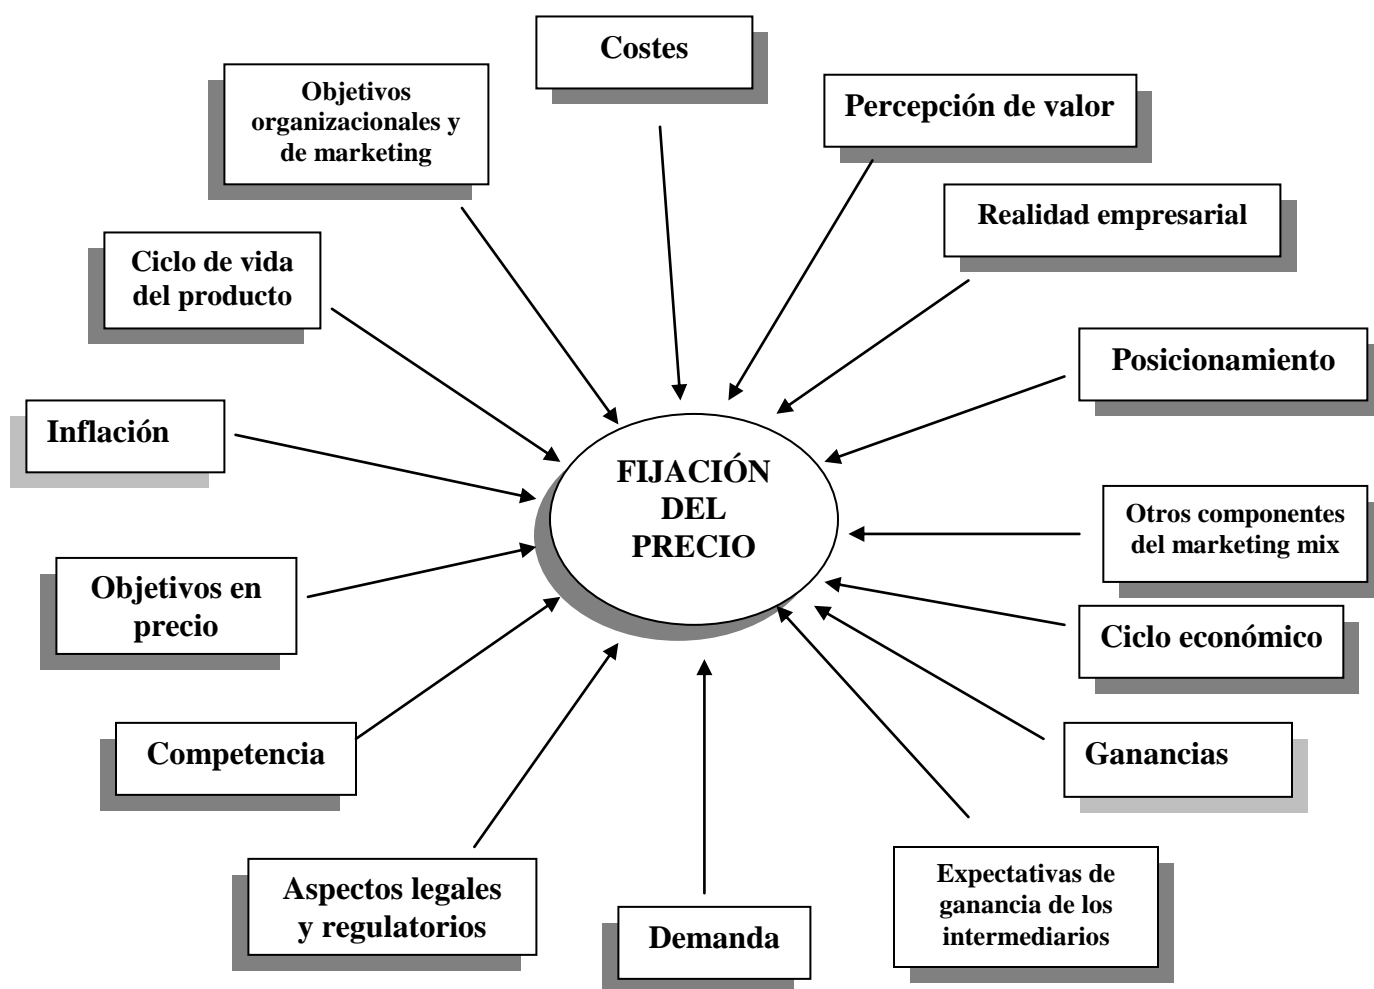 Costes
Objetivos
organizacionales y
de marketing
Percepción de valor
Realidad empresarial
Ciclo de vida
del producto
Posicionamiento
Inflación
FIJACIÓN
DEL
PRECIO
Otros componentes
del marketing mix
Objetivos en
precio
Ciclo económico
Competencia
Ganancias
Aspectos legales
y regulatorios
Demanda
Expectativas de
ganancia de los
intermediarios